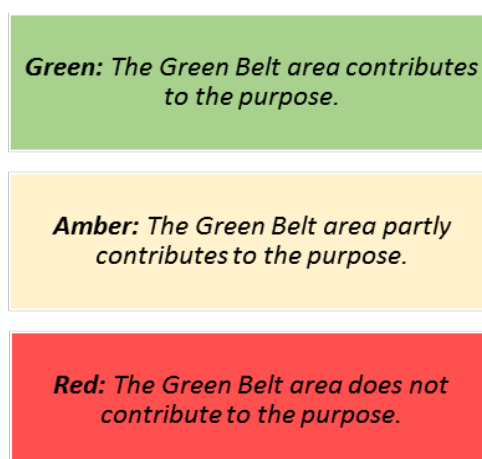 Green: The Green Belt area contributes
to the purpose.
Amber: The Green Belt area partly
contributes to the purpose.
Red: The Green Belt area does not
contribute to the purpose.